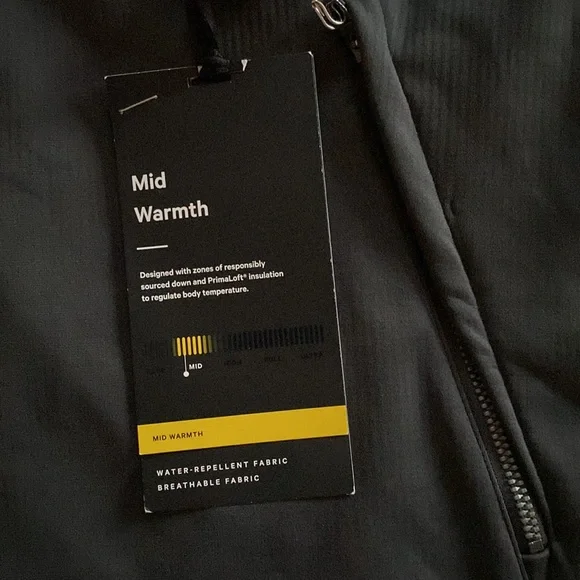 Mid
Warmth
Designed with zones of responsibly
sourced down and PrimaLoft® insulation
to regulate body temperature.
MID
MID WARMTH
WATER-REPELLENT FABRIC
BREATHABLE FABRIC